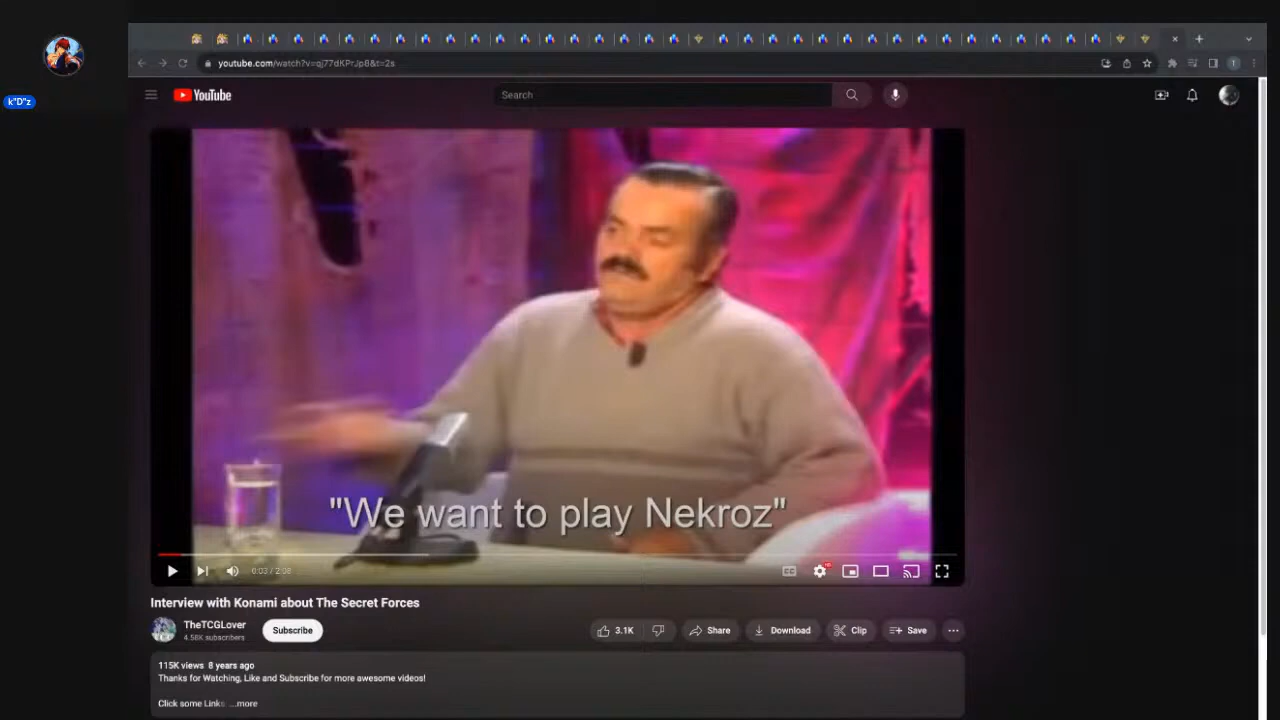 youtube.com/watch?v=qj77dKPrJp8&t=2s
k"D"z
YouTube
Search
"We want to play Nekroz"
0:03 / 2:08
Interview with Konami about The Secret Forces
TheTCGLover
4.58K subscribers
Subscribe
3.1K
Share
Download
Clip
Save
115K views 8 years ago
Thanks for Watching, Like and Subscribe for more awesome videos!
Click some Links ...more